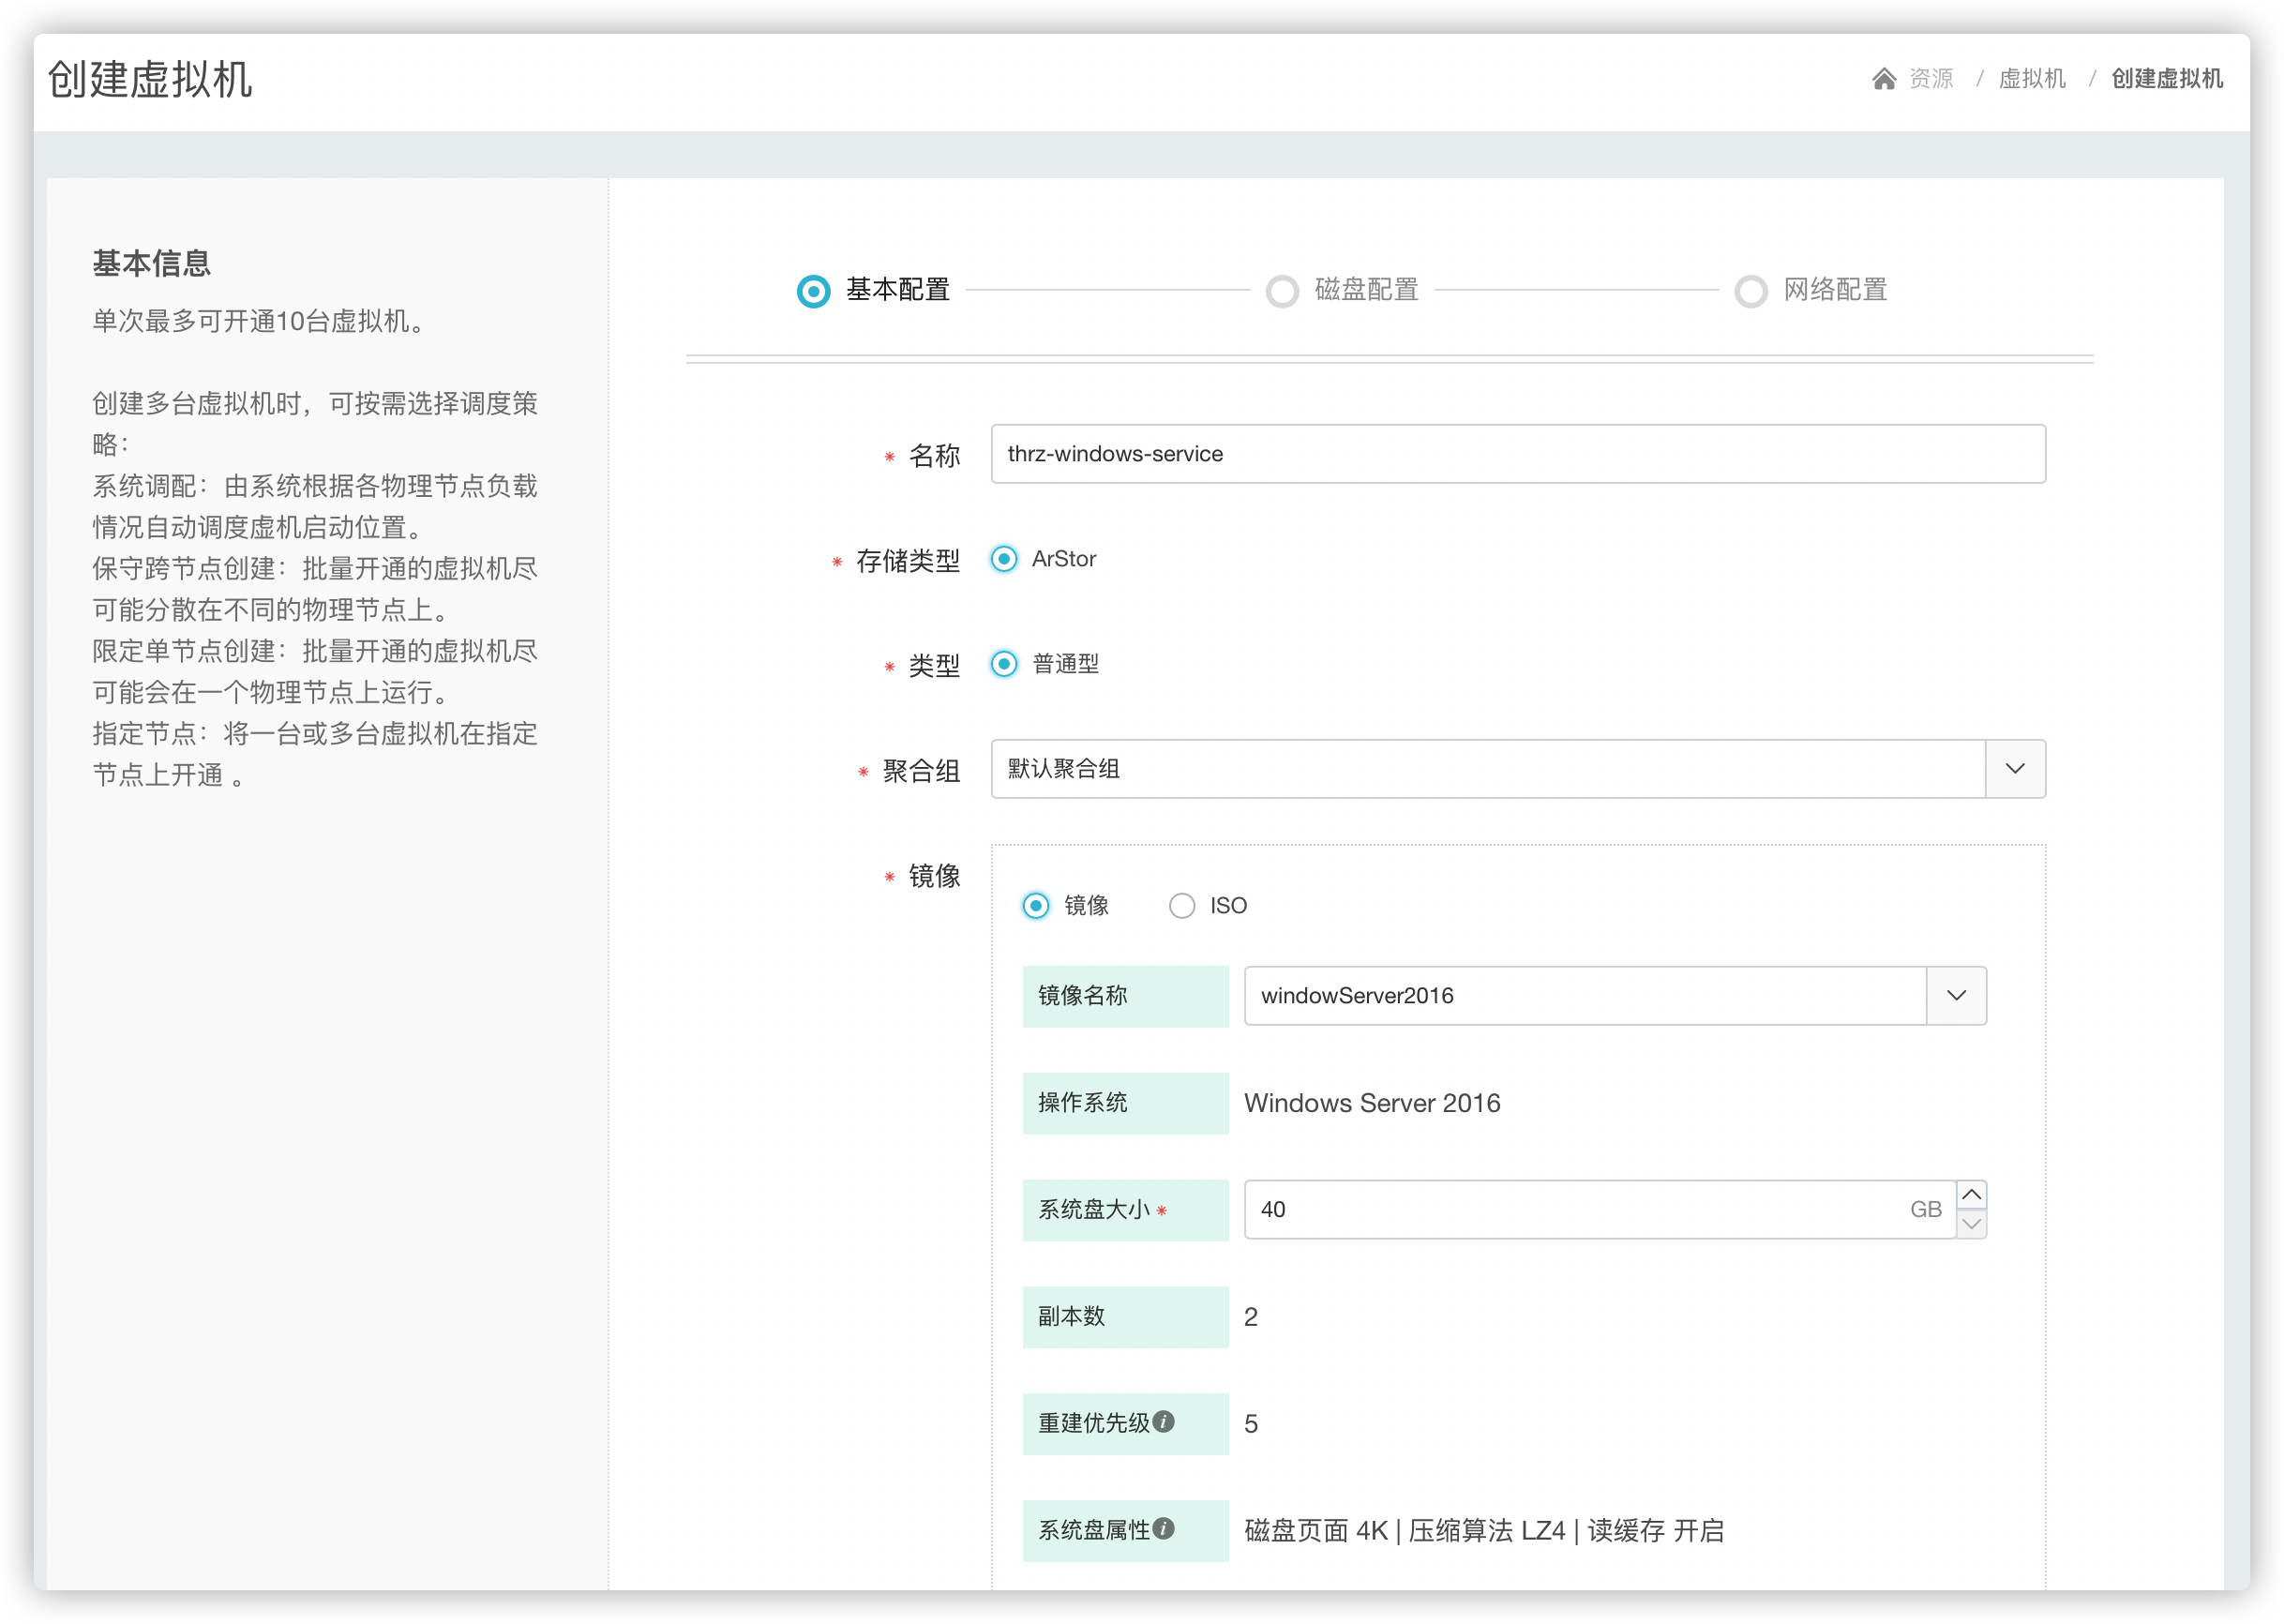 创建虚拟机
资源 / 虚拟机 / 创建虚拟机
基本信息
单次最多可开通10台虚拟机。
创建多台虚拟机时，可按需选择调度策
略：
系统调配：由系统根据各物理节点负载
情况自动调度虚机启动位置。
保守跨节点创建：批量开通的虚拟机尽
可能分散在不同的物理节点上。
限定单节点创建：批量开通的虚拟机尽
可能会在一个物理节点上运行。
指定节点：将一台或多台虚拟机在指定
节点上开通 。
基本配置 磁盘配置 网络配置
* 名称 thrz-windows-service
* 存储类型 ArStor
* 类型 普通型
* 聚合组 默认聚合组
* 镜像
镜像 ISO
镜像名称 windowServer2016
操作系统 Windows Server 2016
系统盘大小* 40 GB
副本数 2
重建优先级 5
系统盘属性 磁盘页面 4K | 压缩算法 LZ4 | 读缓存 开启